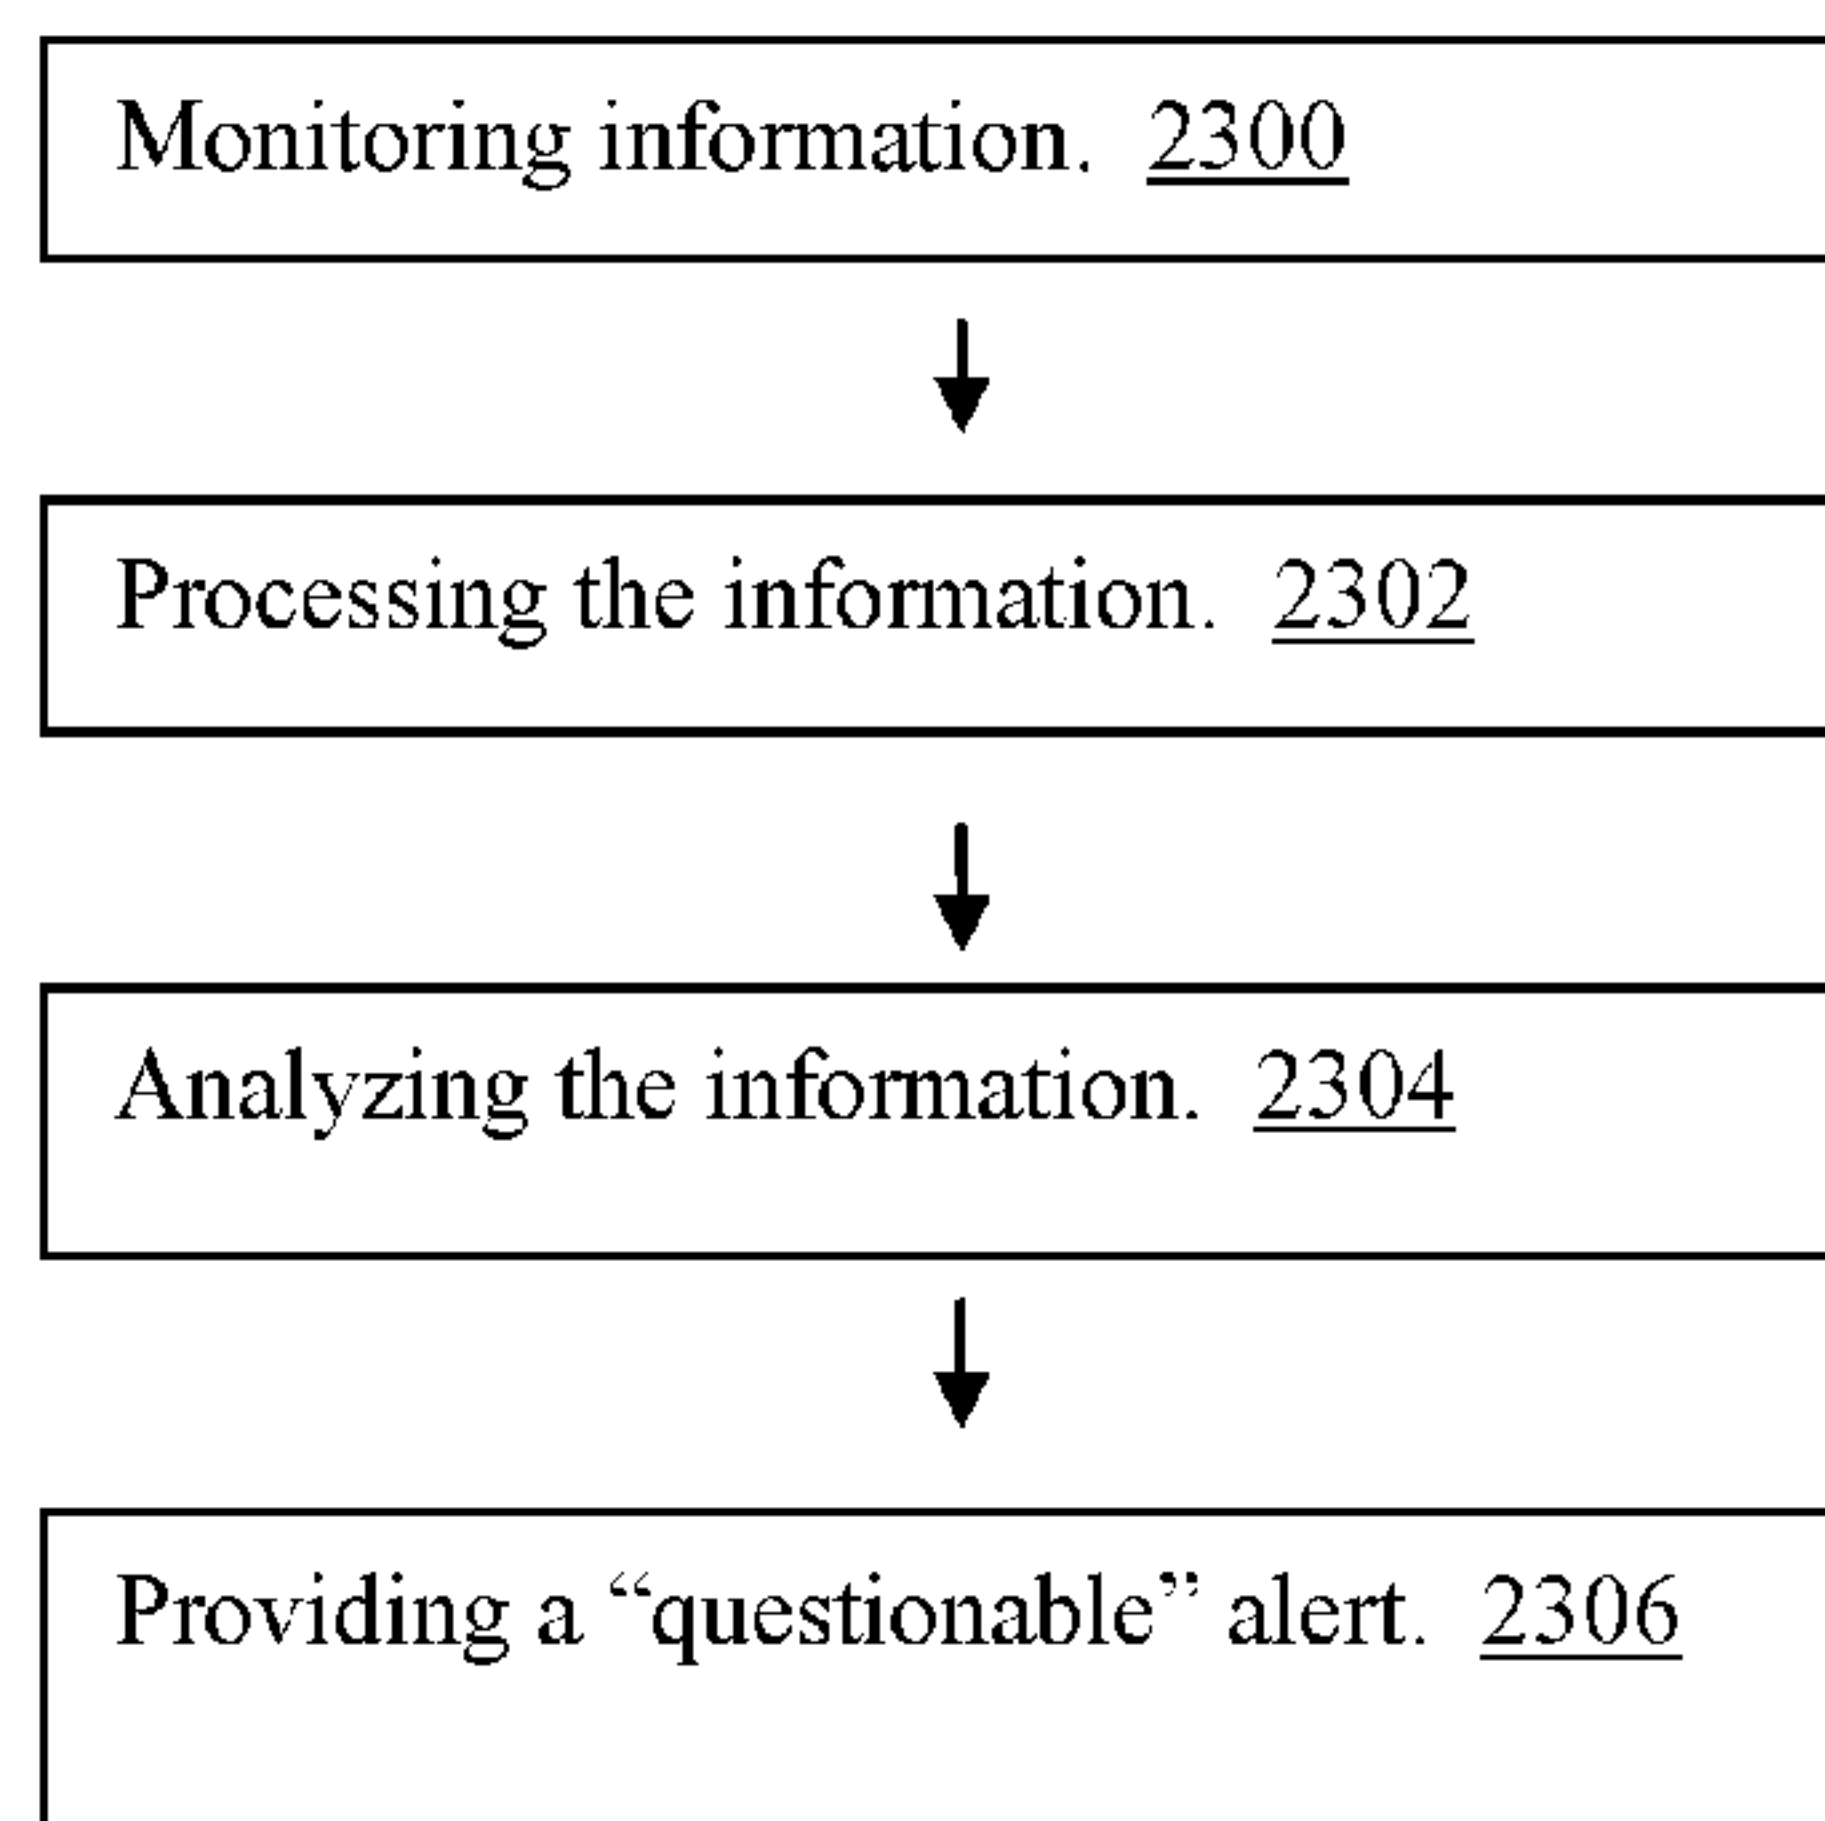 Monitoring information. 2300
Processing the information. 2302
Analyzing the information. 2304
Providing a “questionable” alert. 2306